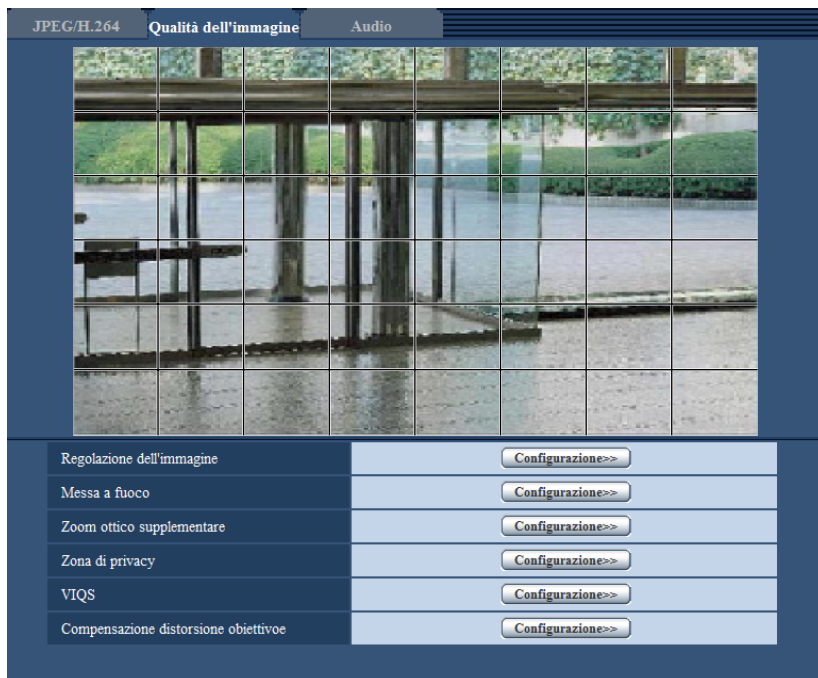 JPEG/H.264
Qualità dell'immagine
Audio
Regolazione dell'immagine
Configurazione>>
Messa a fuoco
Configurazione>>
Zoom ottico supplementare
Configurazione>>
Zona di privacy
Configurazione>>
VIQS
Configurazione>>
Compensazione distorsione obiettivoe
Configurazione>>